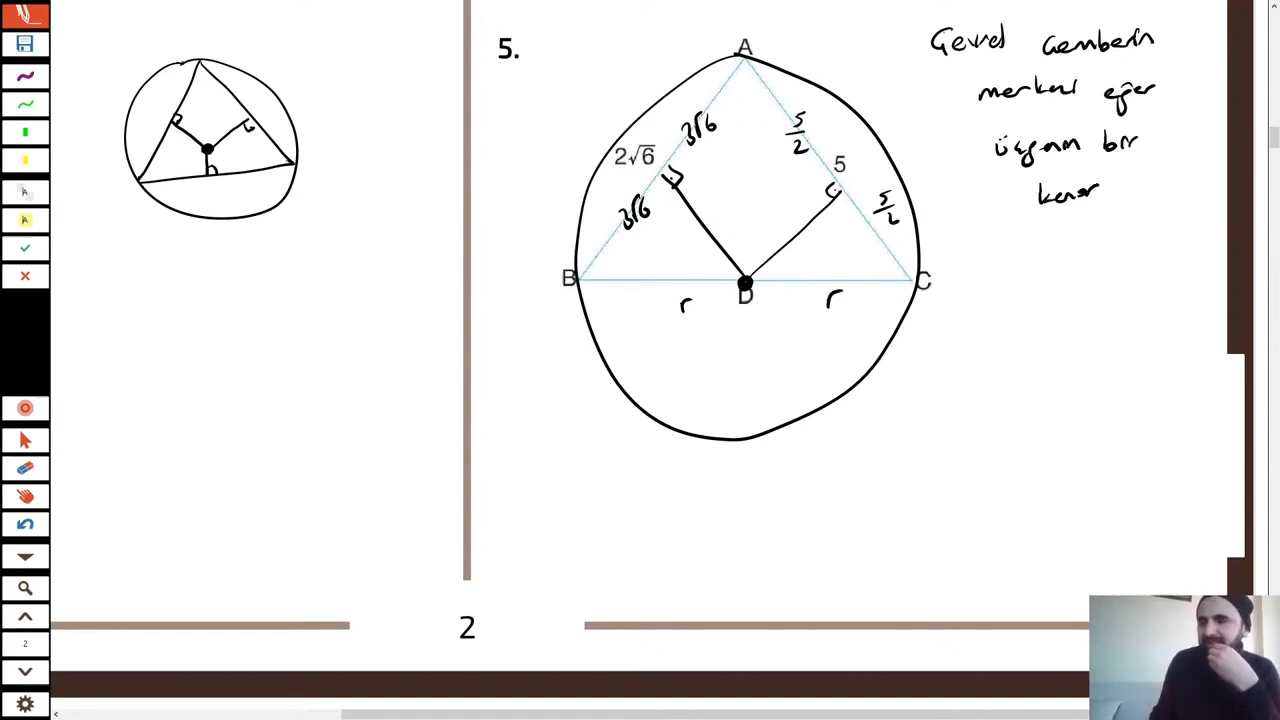 5.
A
2√6
3√6
3√6
5/2
5
5/2
B
D
C
r
r
Çevrel Çemberin
merkezi eğer
üçgenin bir
kenar
2
2